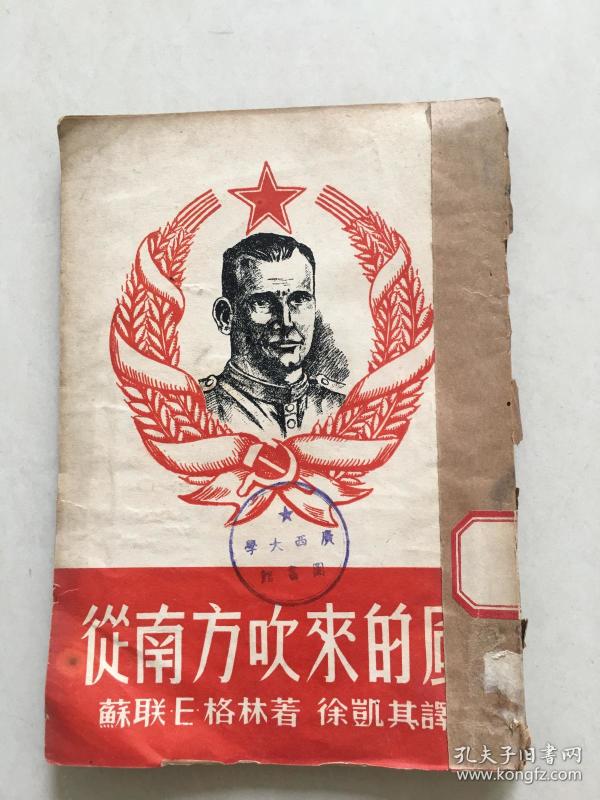 廣西大學
圖書館
從南方吹來的風
蘇联·E·格林著 徐凱其譯
孔夫子旧书网
www.kongfz.com